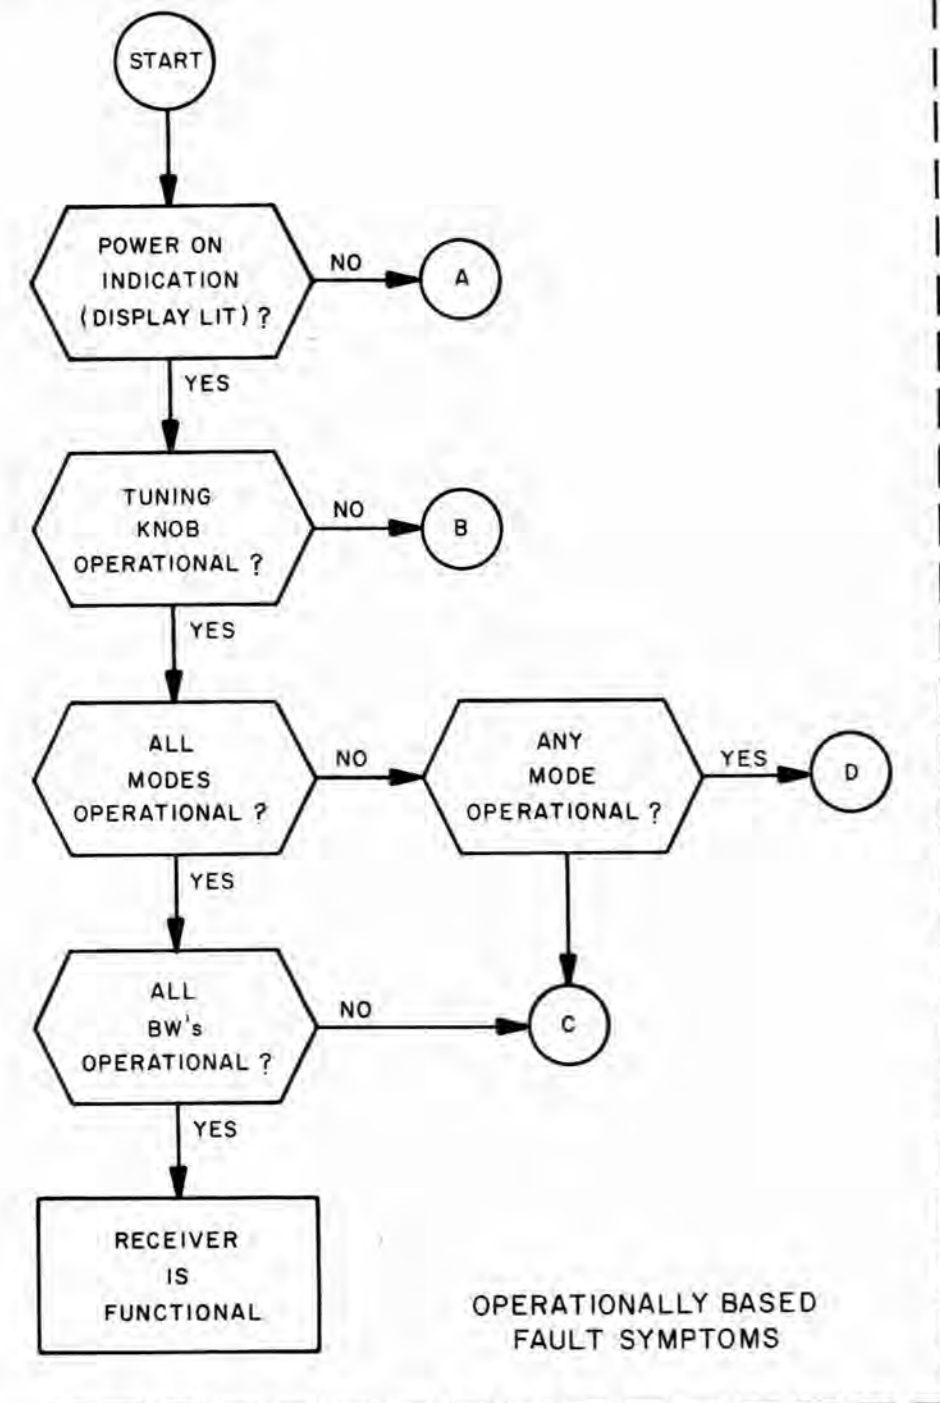 START
POWER ON
INDICATION
(DISPLAY LIT) ?
NO
A
YES
TUNING
KNOB
OPERATIONAL ?
NO
B
YES
ALL
MODES
OPERATIONAL ?
NO
ANY
MODE
OPERATIONAL ?
YES
D
YES
ALL
BW's
OPERATIONAL ?
NO
C
YES
RECEIVER
IS
FUNCTIONAL
OPERATIONALLY BASED
FAULT SYMPTOMS